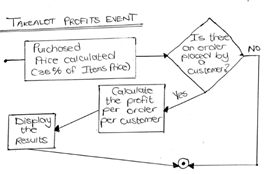 TAKEALOT PROFITS EVENT
Purchased
Price calculated
(75% of Items Price)
Is there
an order
placed by
a
customer?
NO
Yes
Calculate
the profit
per order
per customer
Display
the
Results